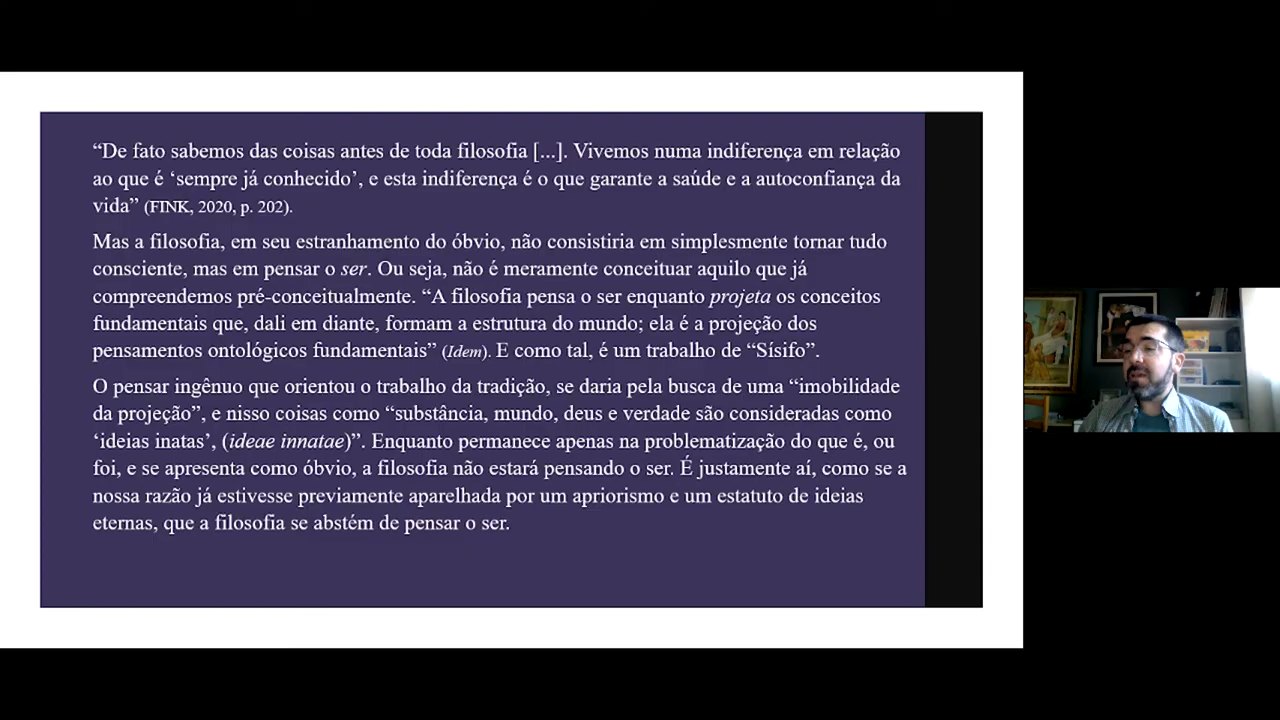 “De fato sabemos das coisas antes de toda filosofia [...]. Vivemos numa indiferença em relação
ao que é ‘sempre já conhecido’, e esta indiferença é o que garante a saúde e a autoconfiança da
vida” (FINK, 2020, p. 202).
Mas a filosofia, em seu estranhamento do óbvio, não consistiria em simplesmente tornar tudo
consciente, mas em pensar o ser. Ou seja, não é meramente conceituar aquilo que já
compreendemos pré-conceitualmente. “A filosofia pensa o ser enquanto projeta os conceitos
fundamentais que, dali em diante, formam a estrutura do mundo; ela é a projeção dos
pensamentos ontológicos fundamentais” (Idem). E como tal, é um trabalho de “Sísifo”.
O pensar ingênuo que orientou o trabalho da tradição, se daria pela busca de uma “imobilidade
da projeção”, e nisso coisas como “substância, mundo, deus e verdade são consideradas como
‘ideias inatas’, (ideae innatae)”. Enquanto permanece apenas na problematização do que é, ou
foi, e se apresenta como óbvio, a filosofia não estará pensando o ser. É justamente aí, como se a
nossa razão já estivesse previamente aparelhada por um apriorismo e um estatuto de ideias
eternas, que a filosofia se abstém de pensar o ser.